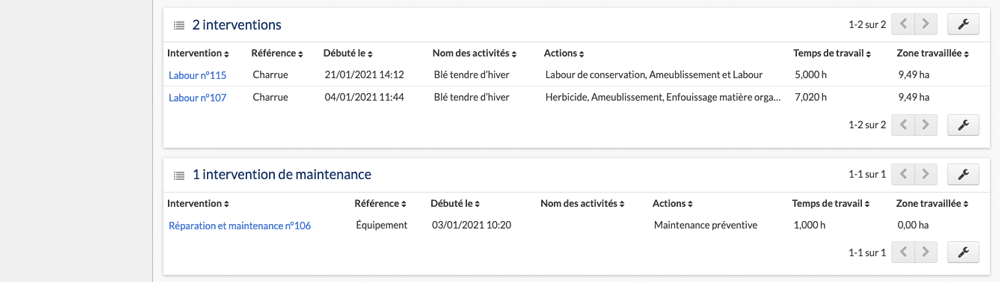 2 interventions 1-2 sur 2
Intervention Référence Débuté le Nom des activités Actions Temps de travail Zone travaillée
Labour n°115 Charrue 21/01/2021 14:12 Blé tendre d'hiver Labour de conservation, Ameublissement et Labour 5,000 h 9,49 ha
Labour n°107 Charrue 04/01/2021 11:44 Blé tendre d'hiver Herbicide, Ameublissement, Enfouissage matière orga... 7,020 h 9,49 ha
1-2 sur 2
1 intervention de maintenance 1-1 sur 1
Intervention Référence Débuté le Nom des activités Actions Temps de travail Zone travaillée
Réparation et maintenance n°106 Équipement 03/01/2021 10:20 Maintenance préventive 1,000 h 0,00 ha
1-1 sur 1